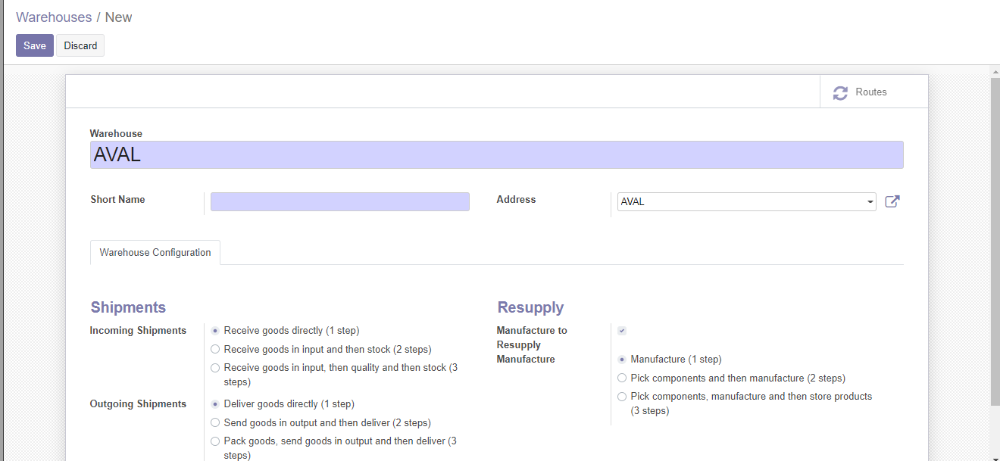 Warehouses / New
Save Discard
Routes
Warehouse
AVAL
Short Name
Address
AVAL
Warehouse Configuration
Shipments
Incoming Shipments
Receive goods directly (1 step)
Receive goods in input and then stock (2 steps)
Receive goods in input, then quality and then stock (3
steps)
Outgoing Shipments
Deliver goods directly (1 step)
Send goods in output and then deliver (2 steps)
Pack goods, send goods in output and then deliver (3
steps)
Resupply
Manufacture to
Resupply
Manufacture
Manufacture (1 step)
Pick components and then manufacture (2 steps)
Pick components, manufacture and then store products
(3 steps)